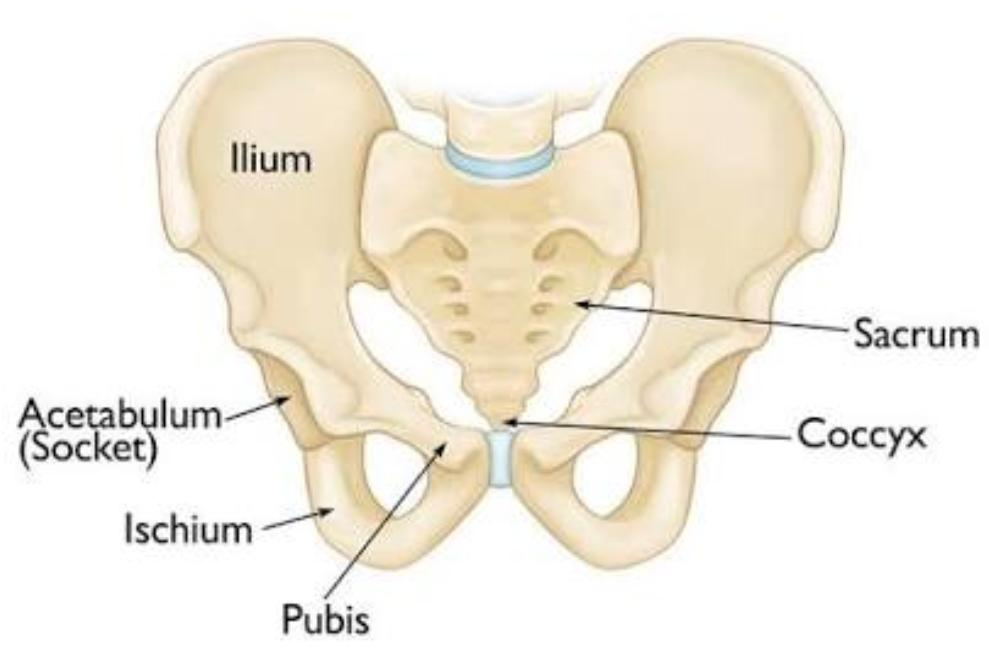 Ilium
Sacrum
Acetabulum
(Socket)
Coccyx
Ischium
Pubis